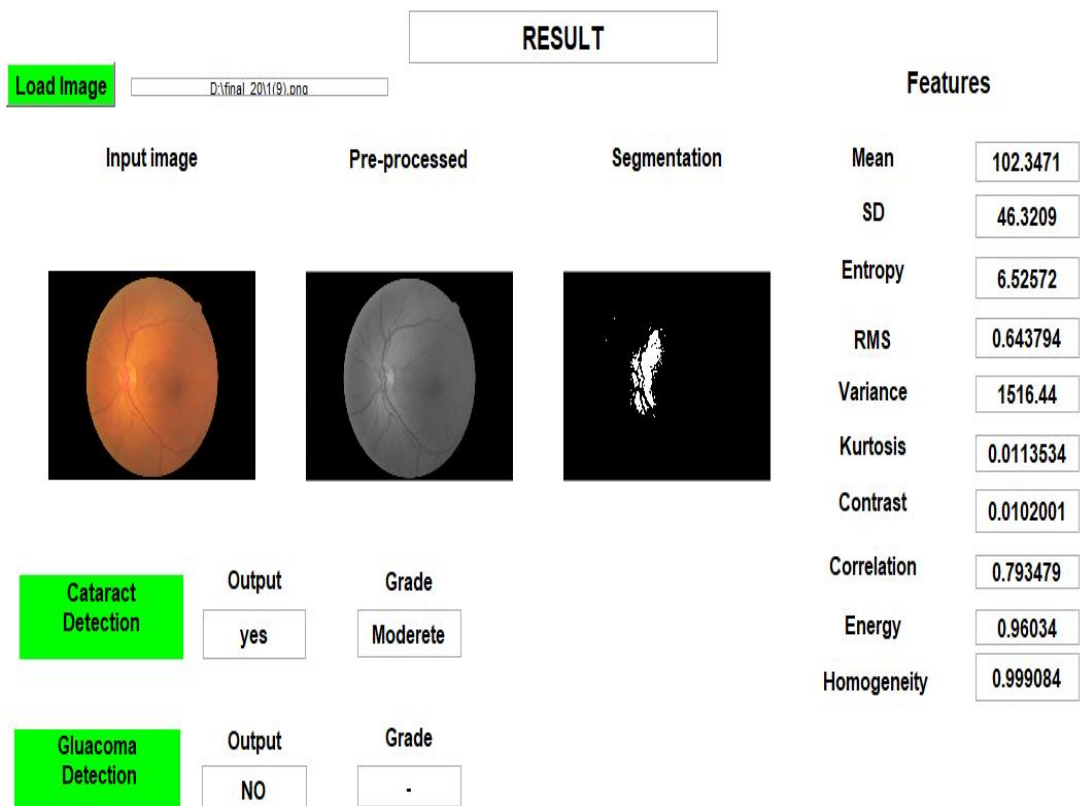 RESULT
Load Image
D:\final_20\1(9).png
Features
Input image
Pre-processed
Segmentation
Mean
102.3471
SD
46.3209
Entropy
6.52572
RMS
0.643794
Variance
1516.44
Kurtosis
0.0113534
Contrast
0.0102001
Correlation
0.793479
Energy
0.96034
Homogeneity
0.999084
Cataract
Detection
Output
yes
Grade
Moderete
Gluacoma
Detection
Output
NO
Grade
-